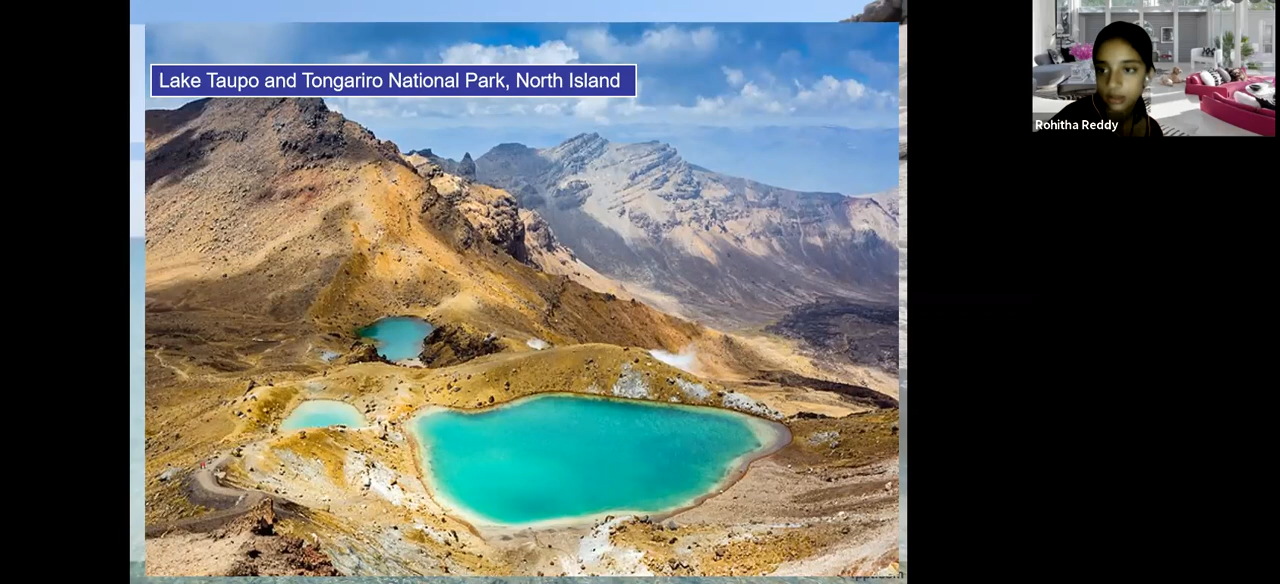 Lake Taupo and Tongariro National Park, North Island
Rohitha Reddy